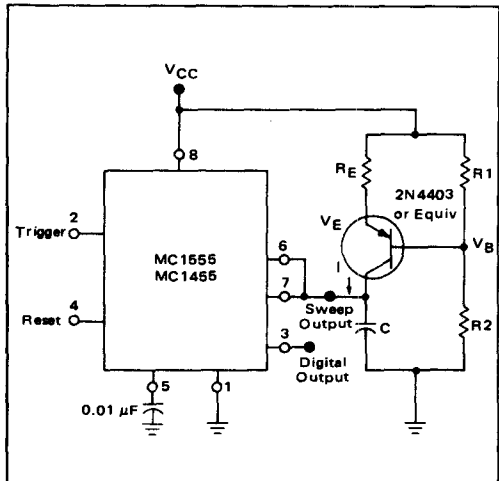 VCC
8
RE
R1
2N4403
or Equiv
2
Trigger
VE
VB
MC1555
MC1455
6
I
7
4
Reset
Sweep
Output
C
R2
3
Digital
Output
5
1
0.01 µF